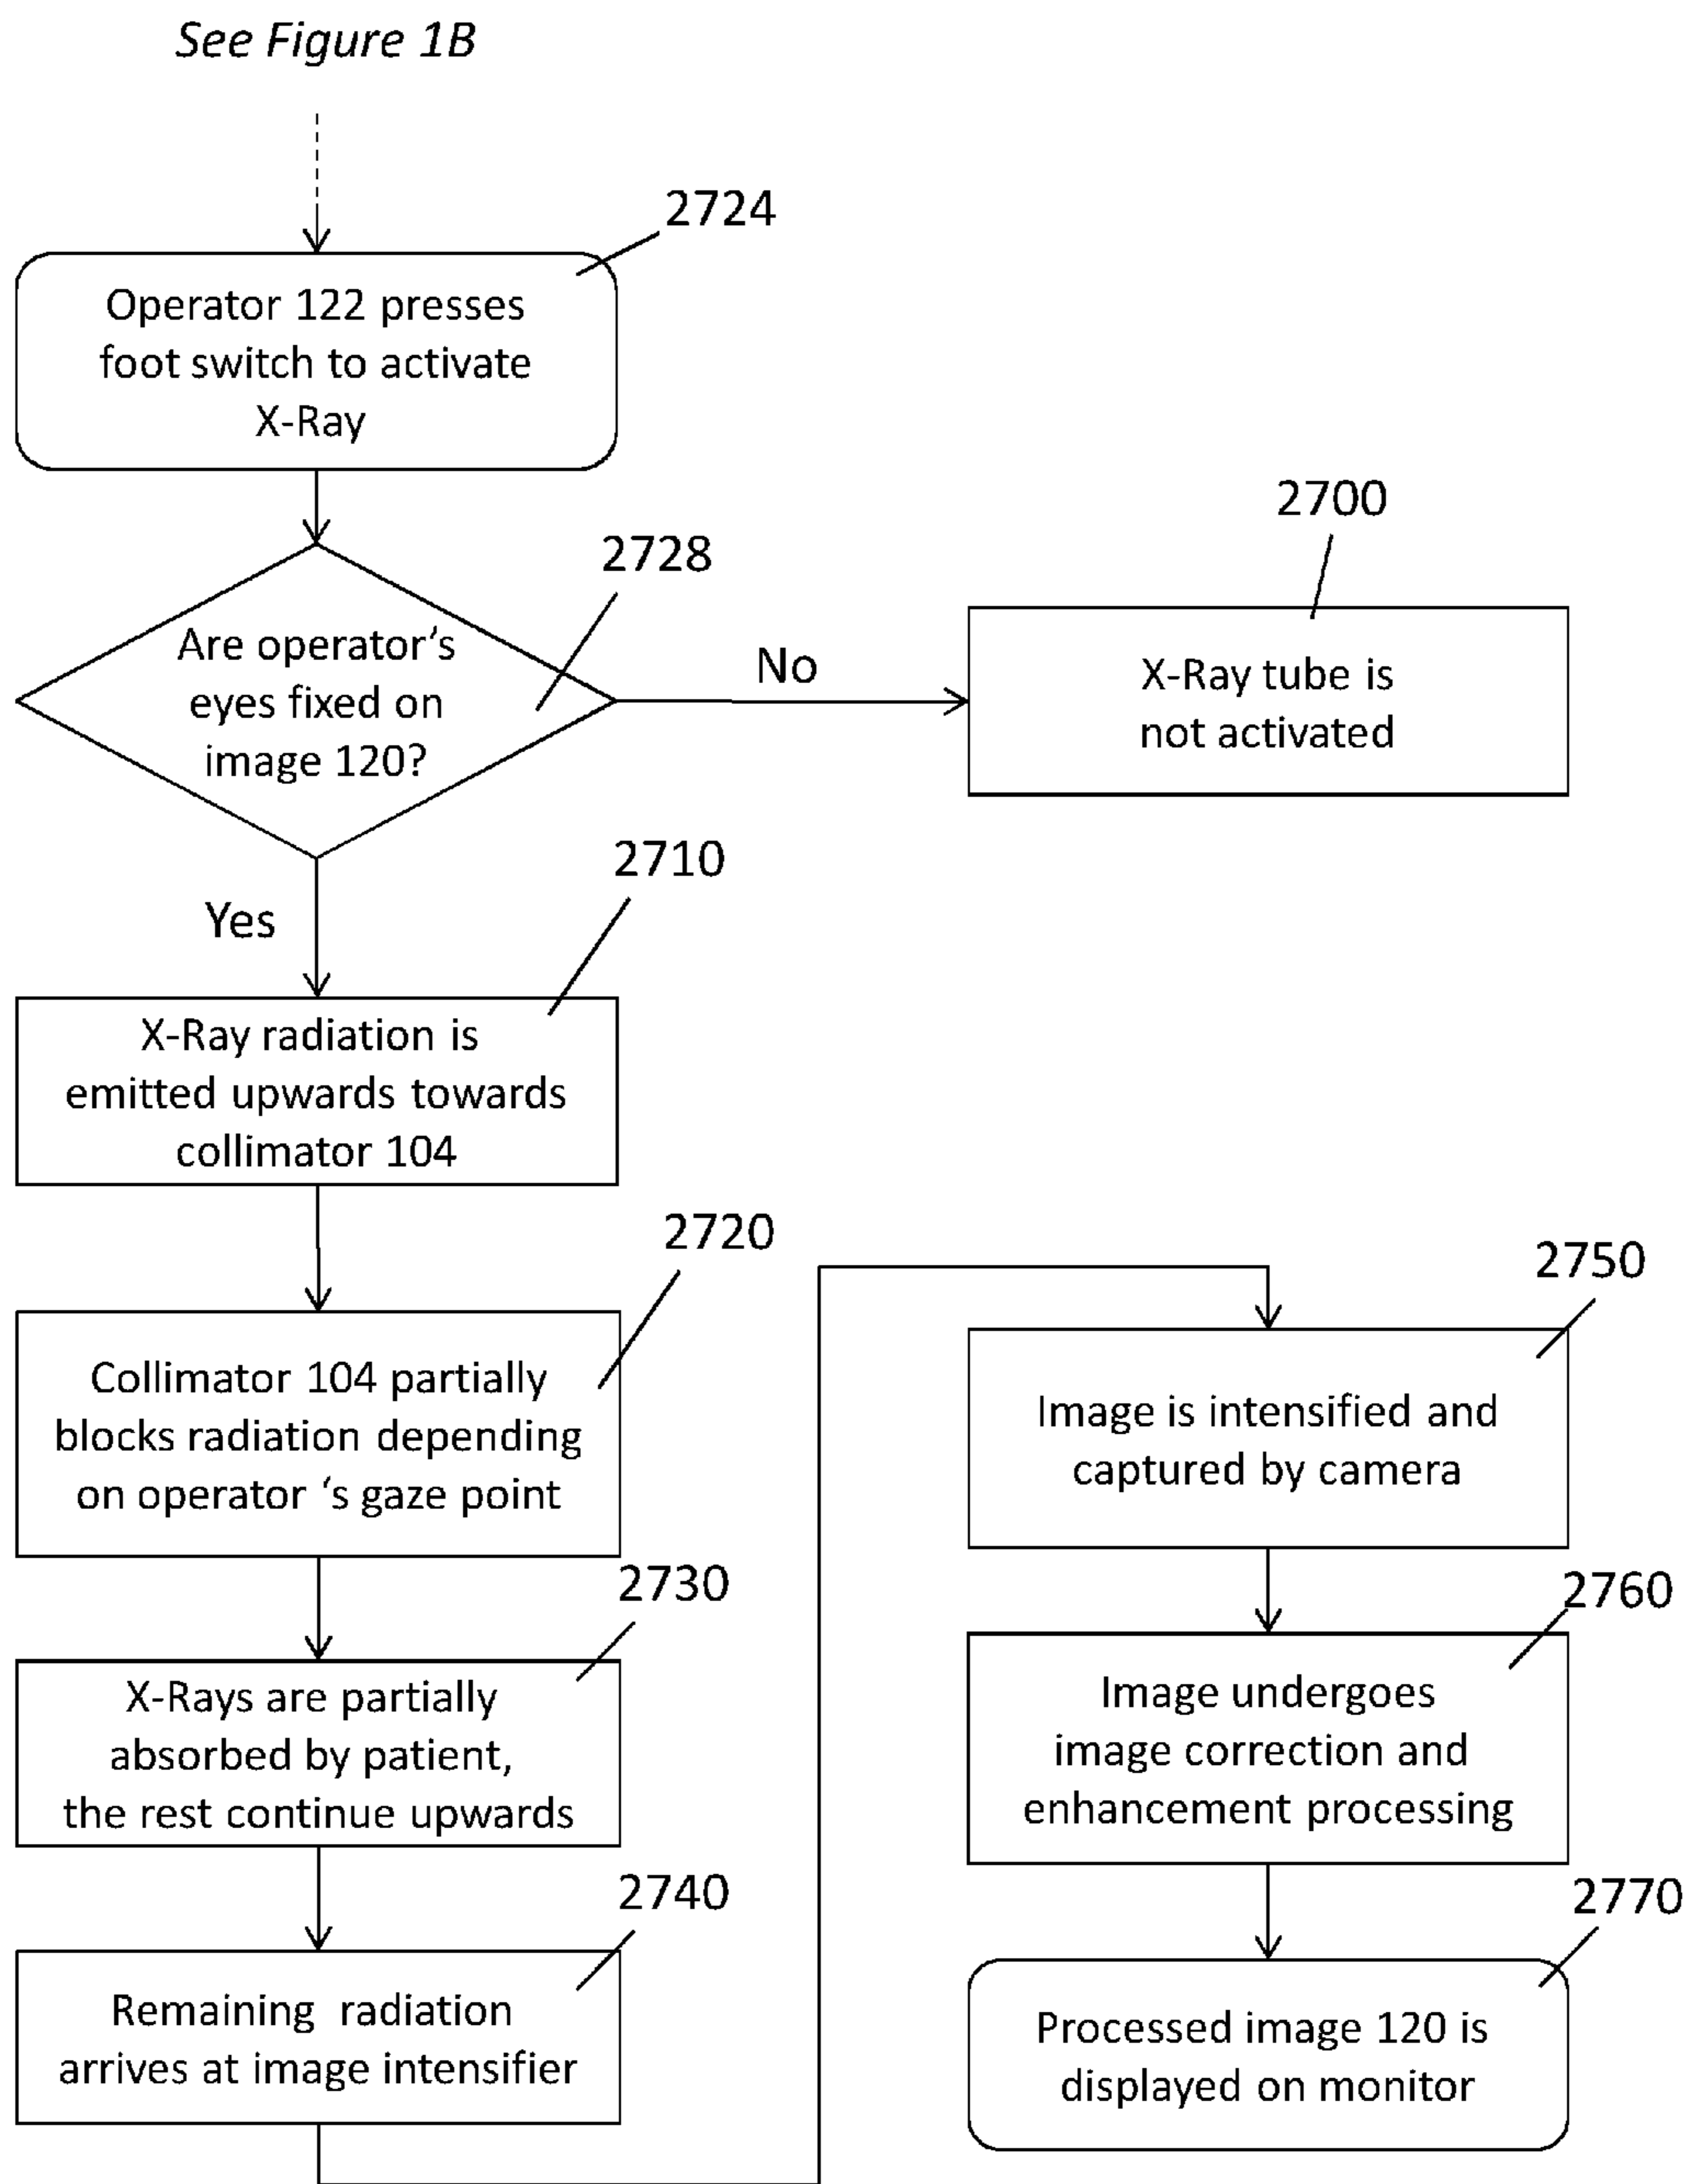 See Figure 1B
2724
Operator 122 presses
foot switch to activate
X-Ray
2728
Are operator's
eyes fixed on
image 120?
No
2700
X-Ray tube is
not activated
Yes
2710
X-Ray radiation is
emitted upwards towards
collimator 104
2720
Collimator 104 partially
blocks radiation depending
on operator ‘s gaze point
2730
X-Rays are partially
absorbed by patient,
the rest continue upwards
2740
Remaining radiation
arrives at image intensifier
2750
Image is intensified and
captured by camera
2760
Image undergoes
image correction and
enhancement processing
2770
Processed image 120 is
displayed on monitor